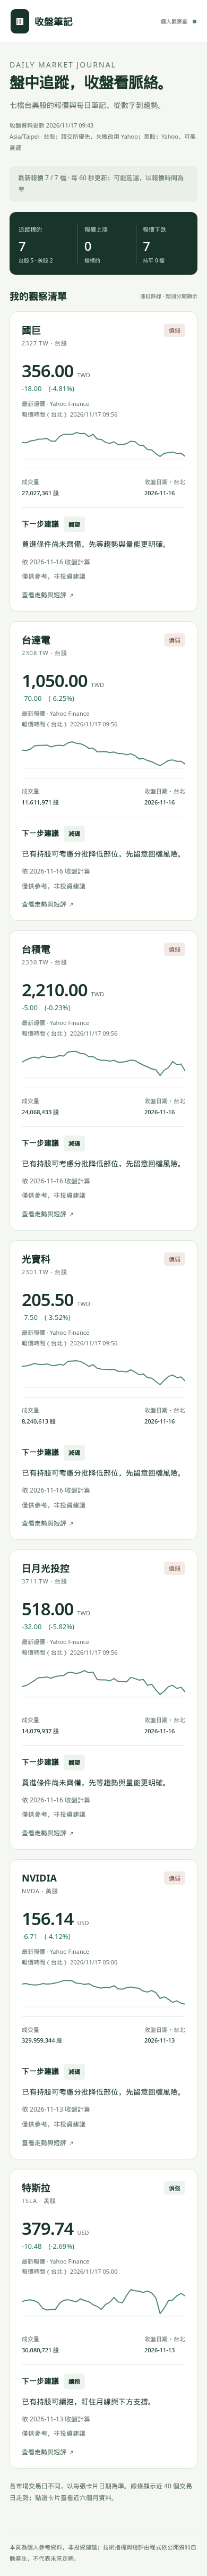 收盤筆記
個人觀察室
DAILY MARKET JOURNAL
盤中追蹤，收盤看脈絡。
七檔台美股的報價與每日筆記，從數字到趨勢。
收盤資料更新 2026/11/17 09:43
Asia/Taipei · 台股：證交所優先，失敗改用 Yahoo；美股：Yahoo，可能
延遲
最新報價 7 / 7 檔 · 每 60 秒更新；可能延遲，以報價時間為
準
追蹤標的
報價上漲
報價下跌
7
0
7
台股 5 · 美股 2
檔標的
持平 0 檔
我的觀察清單
漲紅跌綠 · 幣別分開顯示
國巨
偏弱
2327.TW · 台股
356.00 TWD
-18.00 (-4.81%)
最新報價 · Yahoo Finance
報價時間（台北） 2026/11/17 09:56
成交量
收盤日期 · 台北
27,027,361 股
2026-11-16
下一步建議 觀望
買進條件尚未齊備，先等趨勢與量能更明確。
依 2026-11-16 收盤計算
僅供參考，非投資建議
查看走勢與短評 ↗
台達電
偏弱
2308.TW · 台股
1,050.00 TWD
-70.00 (-6.25%)
最新報價 · Yahoo Finance
報價時間（台北） 2026/11/17 09:56
成交量
收盤日期 · 台北
11,611,971 股
2026-11-16
下一步建議 減碼
已有持股可考慮分批降低部位，先留意回檔風險。
依 2026-11-16 收盤計算
僅供參考，非投資建議
查看走勢與短評 ↗
台積電
偏弱
2330.TW · 台股
2,210.00 TWD
-5.00 (-0.23%)
最新報價 · Yahoo Finance
報價時間（台北） 2026/11/17 09:56
成交量
收盤日期 · 台北
24,068,433 股
2026-11-16
下一步建議 減碼
已有持股可考慮分批降低部位，先留意回檔風險。
依 2026-11-16 收盤計算
僅供參考，非投資建議
查看走勢與短評 ↗
光寶科
偏弱
2301.TW · 台股
205.50 TWD
-7.50 (-3.52%)
最新報價 · Yahoo Finance
報價時間（台北） 2026/11/17 09:56
成交量
收盤日期 · 台北
8,240,613 股
2026-11-16
下一步建議 減碼
已有持股可考慮分批降低部位，先留意回檔風險。
依 2026-11-16 收盤計算
僅供參考，非投資建議
查看走勢與短評 ↗
日月光投控
偏弱
3711.TW · 台股
518.00 TWD
-32.00 (-5.82%)
最新報價 · Yahoo Finance
報價時間（台北） 2026/11/17 09:56
成交量
收盤日期 · 台北
14,079,937 股
2026-11-16
下一步建議 觀望
買進條件尚未齊備，先等趨勢與量能更明確。
依 2026-11-16 收盤計算
僅供參考，非投資建議
查看走勢與短評 ↗
NVIDIA
偏弱
NVDA · 美股
156.14 USD
-6.71 (-4.12%)
最新報價 · Yahoo Finance
報價時間（台北） 2026/11/17 05:00
成交量
收盤日期 · 台北
329,959,344 股
2026-11-13
下一步建議 減碼
已有持股可考慮分批降低部位，先留意回檔風險。
依 2026-11-13 收盤計算
僅供參考，非投資建議
查看走勢與短評 ↗
特斯拉
偏強
TSLA · 美股
379.74 USD
-10.48 (-2.69%)
最新報價 · Yahoo Finance
報價時間（台北） 2026/11/17 05:00
成交量
收盤日期 · 台北
30,080,721 股
2026-11-13
下一步建議 續抱
已有持股可續抱，盯住月線與下方支撐。
依 2026-11-13 收盤計算
僅供參考，非投資建議
查看走勢與短評 ↗
各市場交易日不同，以每張卡片日期為準。線條顯示近 40 個交易
日走勢；點選卡片查看近六個月資料。
本頁為個人參考資料，非投資建議；技術指標與短評由程式依公開資料自
動產生，不代表未來走勢。